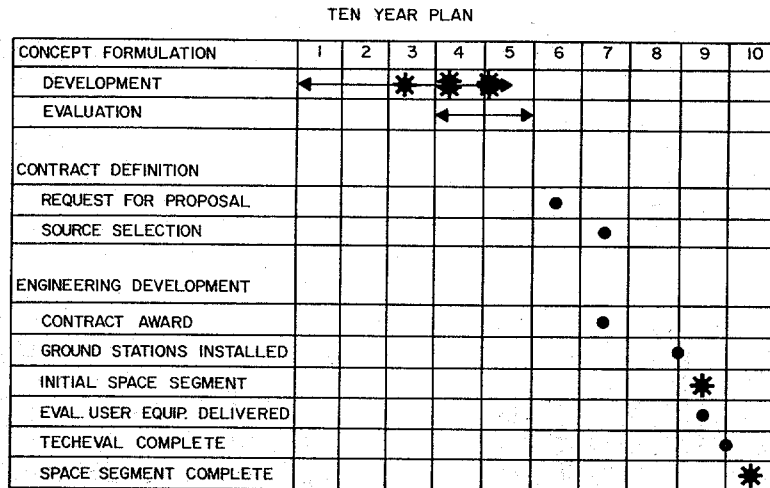 TEN YEAR PLAN
CONCEPT FORMULATION 1 2 3 4 5 6 7 8 9 10
DEVELOPMENT
EVALUATION
CONTRACT DEFINITION
REQUEST FOR PROPOSAL
SOURCE SELECTION
ENGINEERING DEVELOPMENT
CONTRACT AWARD
GROUND STATIONS INSTALLED
INITIAL SPACE SEGMENT
EVAL. USER EQUIP. DELIVERED
TECHEVAL COMPLETE
SPACE SEGMENT COMPLETE